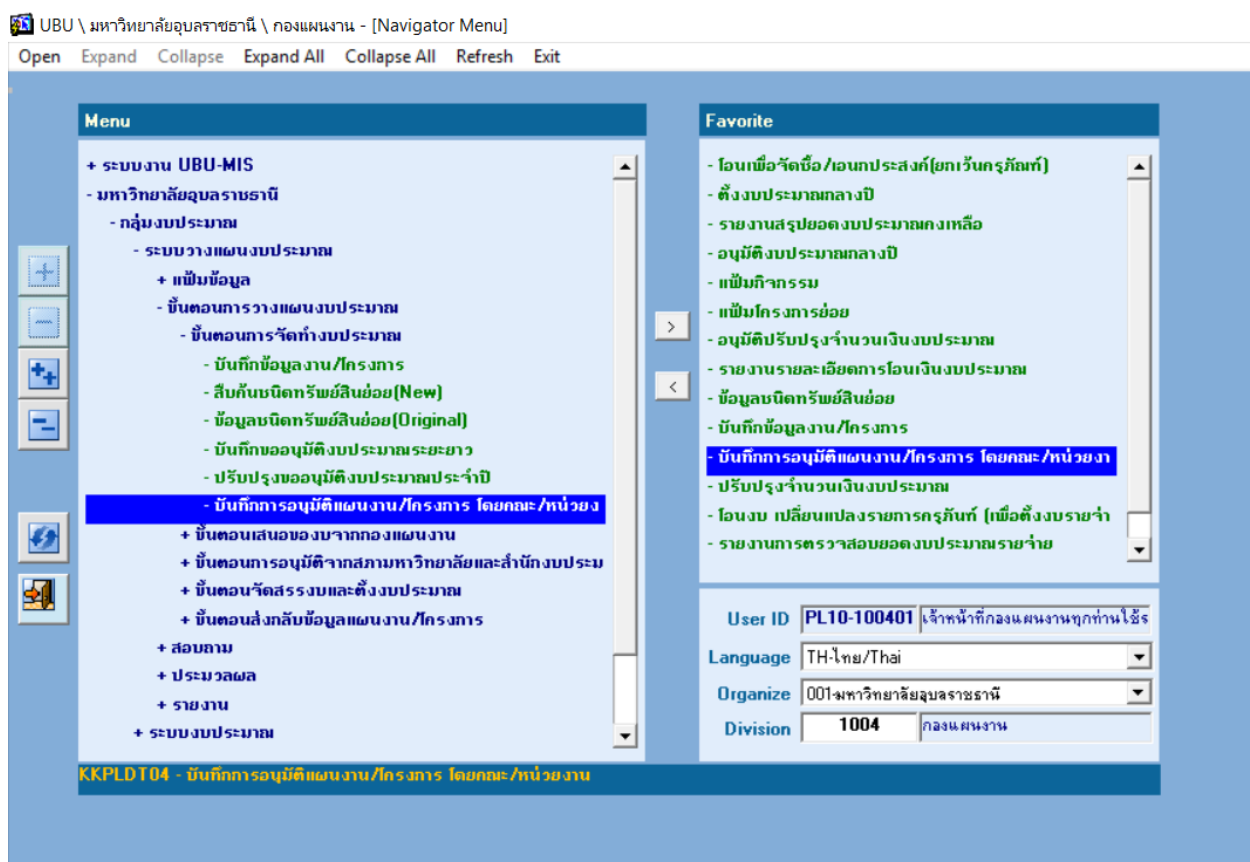 UBU \ มหาวิทยาลัยอุบลราชธานี \ กองแผนงาน - [Navigator Menu]
Open Expand Collapse Expand All Collapse All Refresh Exit
Menu
+ ระบบงาน UBU-MIS
- มหาวิทยาลัยอุบลราชธานี
- กลุ่มงบประมาณ
- ระบบวางแผนงบประมาณ
+ แฟ้มข้อมูล
- ขั้นตอนการวางแผนงบประมาณ
- ขั้นตอนการจัดทำงบประมาณ
- บันทึกข้อมูลงาน/โครงการ
- สืบค้นชนิดทรัพย์สินย่อย(New)
- ข้อมูลชนิดทรัพย์สินย่อย(Original)
- บันทึกขออนุมัติงบประมาณระยะยาว
- ปรับปรุงขออนุมัติงบประมาณประจำปี
- บันทึกการอนุมัติแผนงาน/โครงการ โดยคณะ/หน่วยง
+ ขั้นตอนเสนอของบจากกองแผนงาน
+ ขั้นตอนการอนุมัติจากสภามหาวิทยาลัยและสำนักงบประม
+ ขั้นตอนจัดสรรงบและตั้งงบประมาณ
+ ขั้นตอนส่งกลับข้อมูลแผนงาน/โครงการ
+ สอบถาม
+ ประมวลผล
+ รายงาน
+ ระบบงบประมาณ
>
<
Favorite
- โอนเพื่อจัดซื้อ/เอนกประสงค์(ยกเว้นครุภัณฑ์)
- ตั้งงบประมาณกลางปี
- รายงานสรุปยอดงบประมาณคงเหลือ
- อนุมัติงบประมาณกลางปี
- แฟ้มกิจกรรม
- แฟ้มโครงการย่อย
- อนุมัติปรับปรุงจำนวนเงินงบประมาณ
- รายงานรายละเอียดการโอนเงินงบประมาณ
- ข้อมูลชนิดทรัพย์สินย่อย
- บันทึกข้อมูลงาน/โครงการ
- บันทึกการอนุมัติแผนงาน/โครงการ โดยคณะ/หน่วยงา
- ปรับปรุงจำนวนเงินงบประมาณ
- โอนงบ เปลี่ยนแปลงรายการครุภัณฑ์ (เพื่อตั้งงบรายจ่า
- รายงานการตรวจสอบยอดงบประมาณรายจ่าย
User ID PL10-100401 เจ้าหน้าที่กองแผนงานทุกท่านใช้ร
Language TH-ไทย/Thai
Organize 001-มหาวิทยาลัยอุบลราชธานี
Division 1004 กองแผนงาน
KKPLDT04 - บันทึกการอนุมัติแผนงาน/โครงการ โดยคณะ/หน่วยงาน